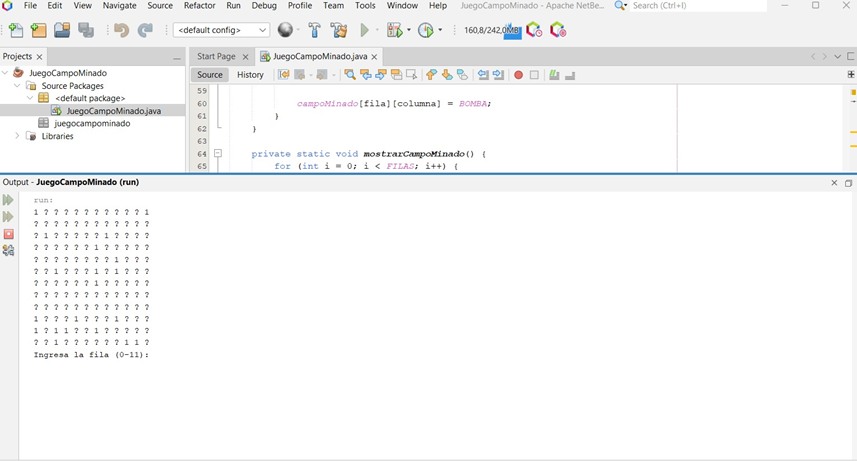 File Edit View Navigate Source Refactor Run Debug Profile Team Tools Window Help JuegoCampoMinado - Apache NetBe... Search (Ctrl+I)
<default config> 160,8/242,0MB
Projects Start Page JuegoCampoMinado.java
JuegoCampoMinado
Source Packages
<default package>
JuegoCampoMinado.java
juegocampominado
Libraries
Source History
59
60 campoMinado[fila][columna] = BOMBA;
61 }
62 }
63
64 private static void mostrarCampoMinado() {
65 for (int i = 0; i < FILAS; i++) {
Output - JuegoCampoMinado (run)
run:
1 ? ? ? ? ? ? ? ? ? ? 1
? ? ? ? ? ? ? ? ? ? ? ?
? 1 ? ? ? ? ? 1 ? ? ? ?
? ? ? ? ? ? 1 ? ? ? ? ?
? ? ? ? ? ? ? ? 1 ? ? ?
? ? 1 ? ? ? 1 ? 1 ? ? ?
? ? ? ? ? ? 1 ? ? ? ? ?
? ? ? ? ? ? ? ? ? ? ? ?
? ? ? ? ? ? ? ? ? ? ? ?
1 ? ? ? 1 ? ? ? 1 ? ? ?
1 ? 1 1 ? ? 1 ? ? ? ? ?
? ? 1 ? ? ? ? ? ? 1 1 ?
Ingresa la fila (0-11):